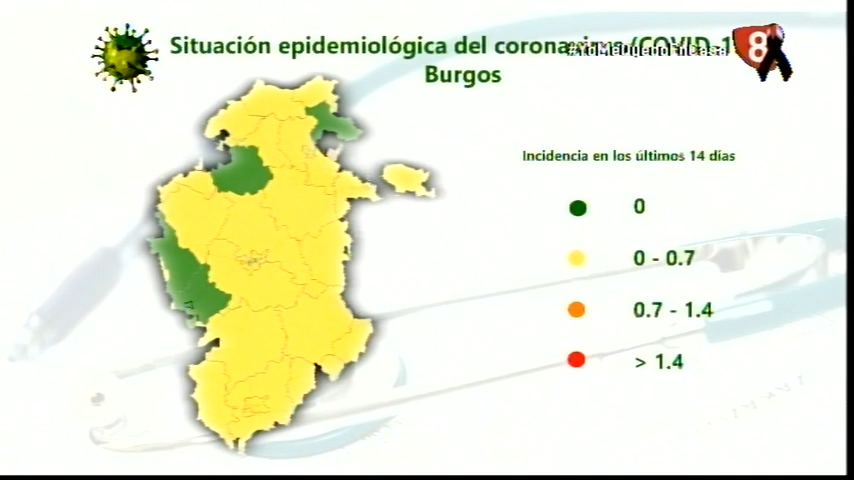 Situación epidemiológica del coronavirus (COVID-1
#YoMeQuedoEnCasa
8
Burgos
Incidencia en los últimos 14 días
0
0 - 0.7
0.7 - 1.4
> 1.4